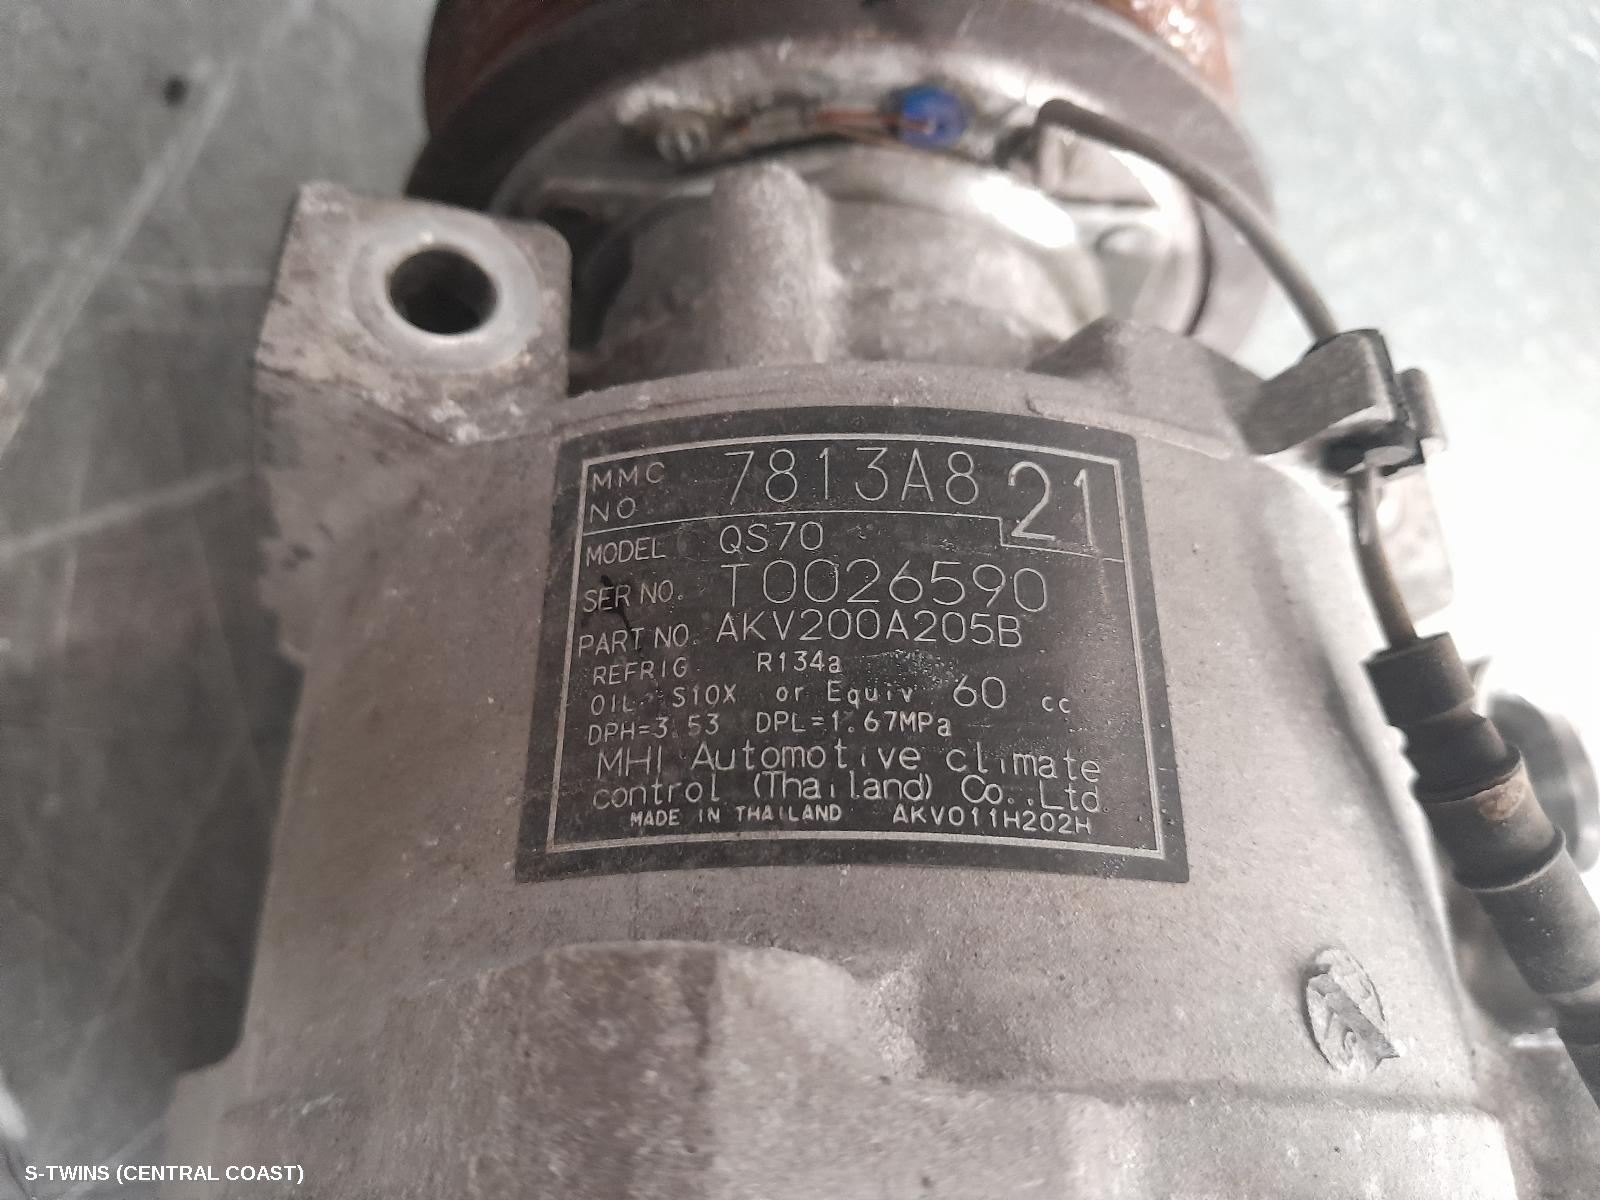 MMC NO 7813A821
MODEL QS70
SER NO. T0026590
PART NO. AKV200A205B
REFRIG. R134a
OIL S10X or Equiv 60 cc
DPH=3.53 DPL=1.67MPa
MHI Automotive climate
control (Thailand) Co.,Ltd.
MADE IN THAILAND AKV011H202H
S-TWINS (CENTRAL COAST)